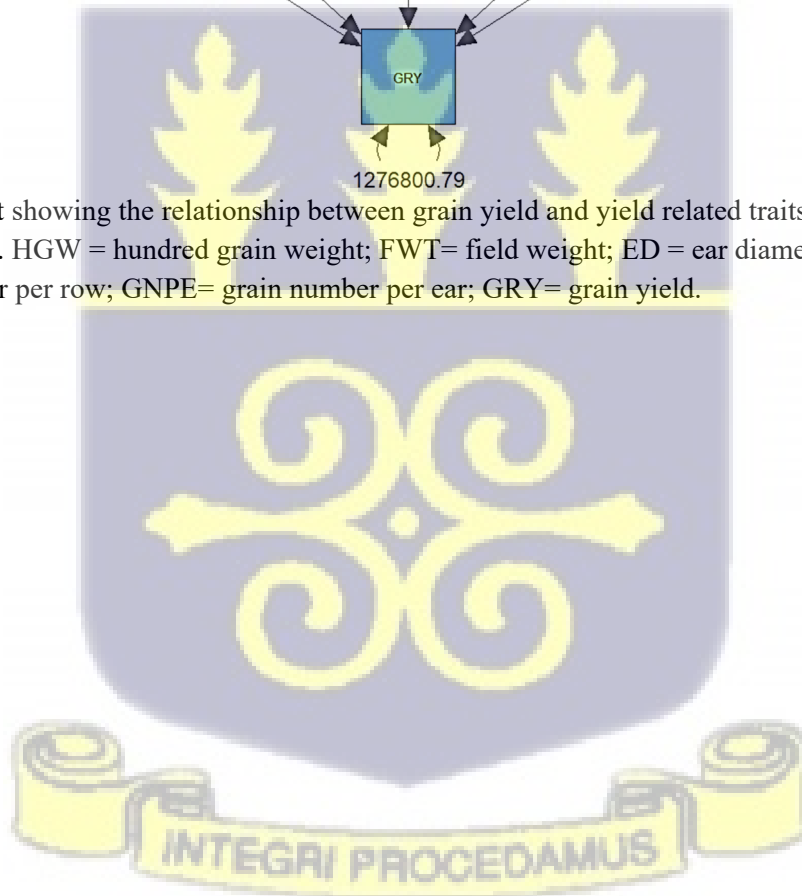 GRY
1276800.79
t showing the relationship between grain yield and yield related traits
. HGW = hundred grain weight; FWT= field weight; ED = ear diame
r per row; GNPE= grain number per ear; GRY= grain yield.
INTEGRI PROCEDAMUS